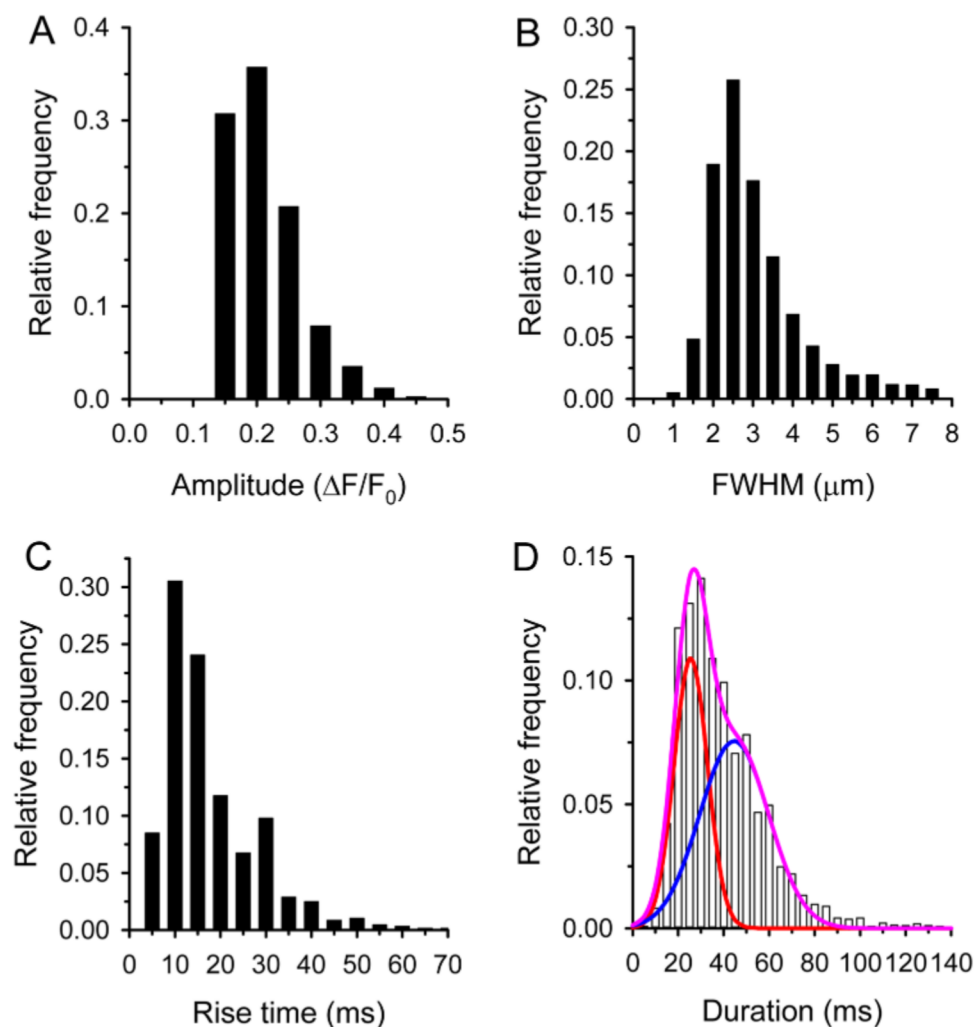 A
Relative frequency
0.4
0.3
0.2
0.1
0.0
0.0 0.1 0.2 0.3 0.4 0.5
Amplitude (ΔF/F₀)
B
Relative frequency
0.30
0.25
0.20
0.15
0.10
0.05
0.00
0 1 2 3 4 5 6 7 8
FWHM (μm)
C
Relative frequency
0.30
0.25
0.20
0.15
0.10
0.05
0.00
10 20 30 40 50 60 70
Rise time (ms)
D
Relative frequency
0.15
0.10
0.05
0.00
0 20 40 60 80 100 120 140
Duration (ms)